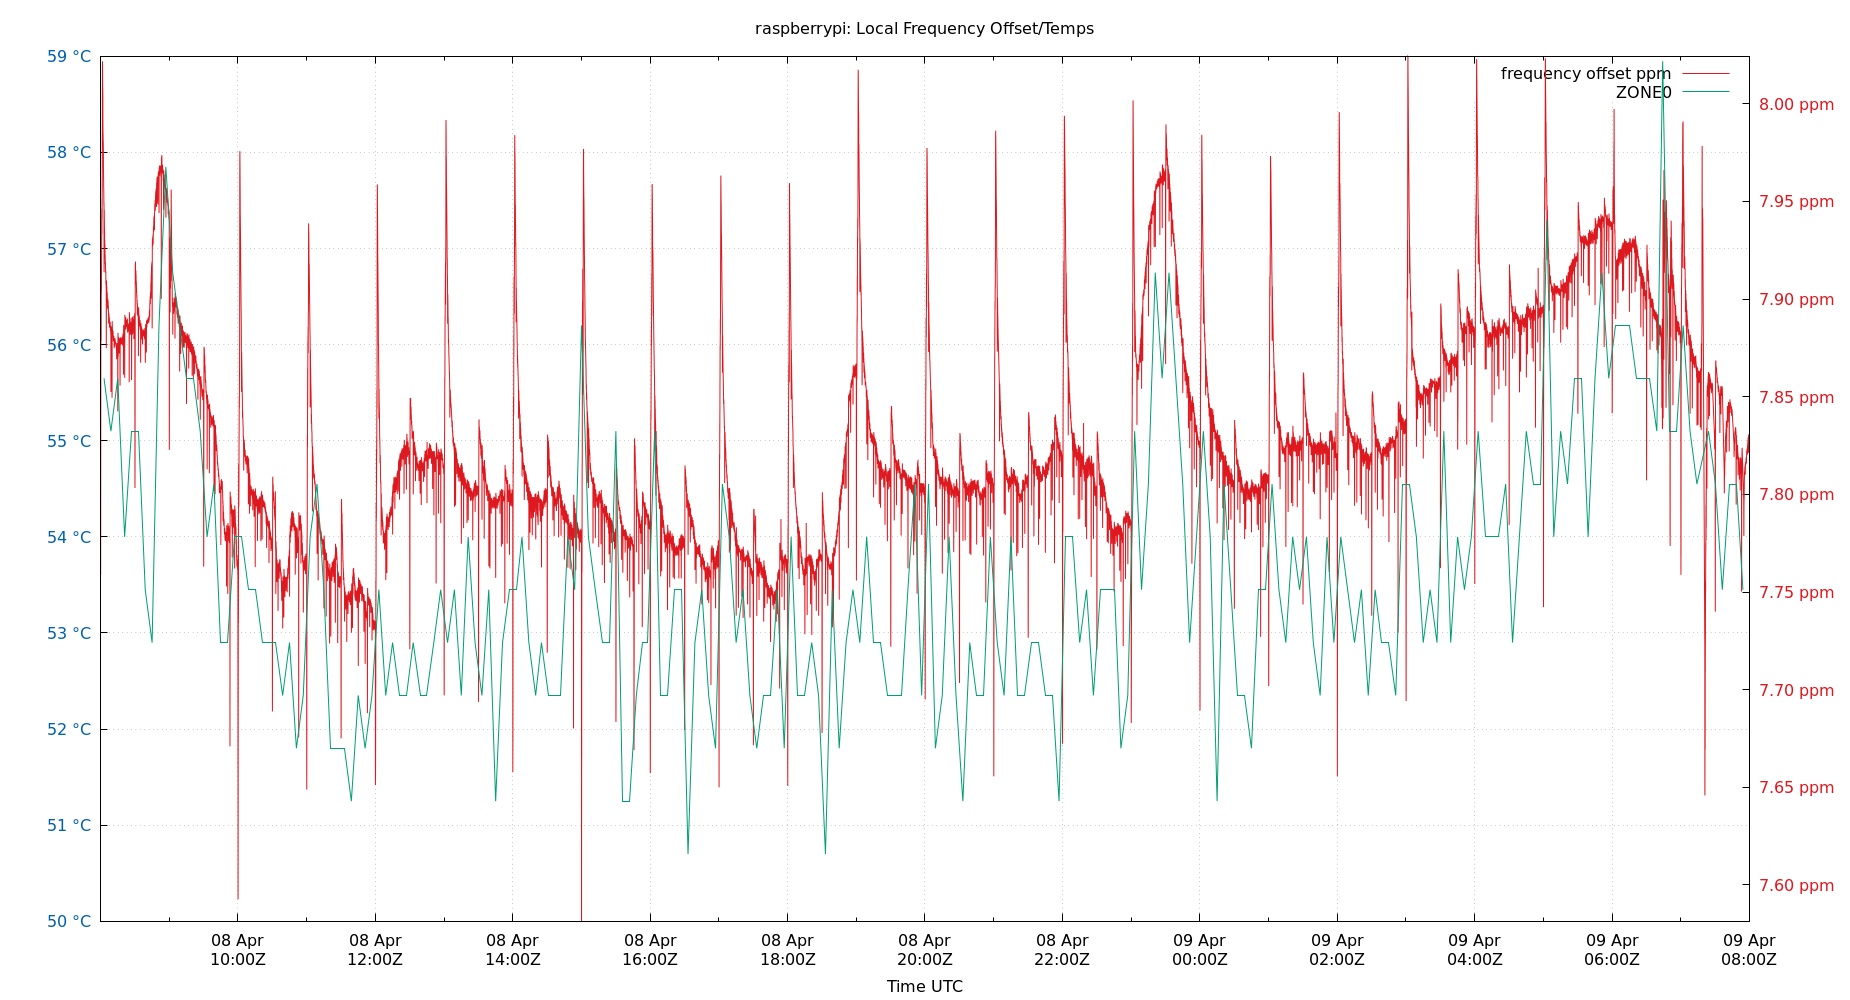 raspberrypi: Local Frequency Offset/Temps
59 °C
58 °C
57 °C
56 °C
55 °C
54 °C
53 °C
52 °C
51 °C
50 °C
frequency offset ppm
ZONE0
8.00 ppm
7.95 ppm
7.90 ppm
7.85 ppm
7.80 ppm
7.75 ppm
7.70 ppm
7.65 ppm
7.60 ppm
08 Apr 08 Apr 08 Apr 08 Apr 08 Apr 08 Apr 08 Apr 09 Apr 09 Apr 09 Apr 09 Apr 09 Apr
10:00Z 12:00Z 14:00Z 16:00Z 18:00Z 20:00Z 22:00Z 00:00Z 02:00Z 04:00Z 06:00Z 08:00Z
Time UTC